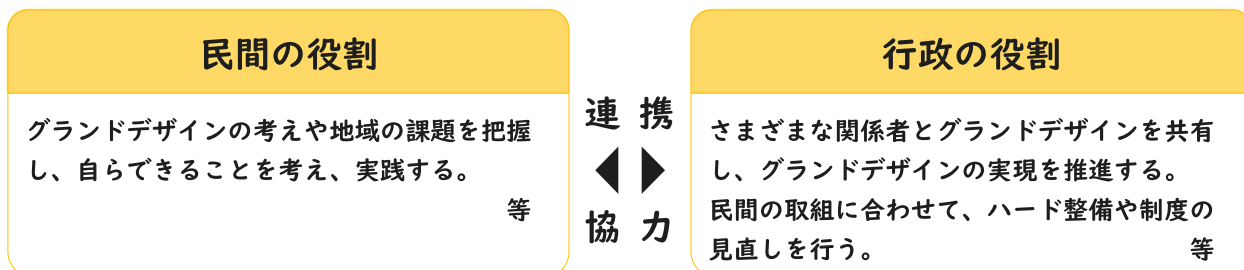 民間の役割
グランドデザインの考えや地域の課題を把握
し、自らできることを考え、実践する。
等
連 携
協 力
行政の役割
さまざまな関係者とグランドデザインを共有
し、グランドデザインの実現を推進する。
民間の取組に合わせて、ハード整備や制度の
見直しを行う。 等